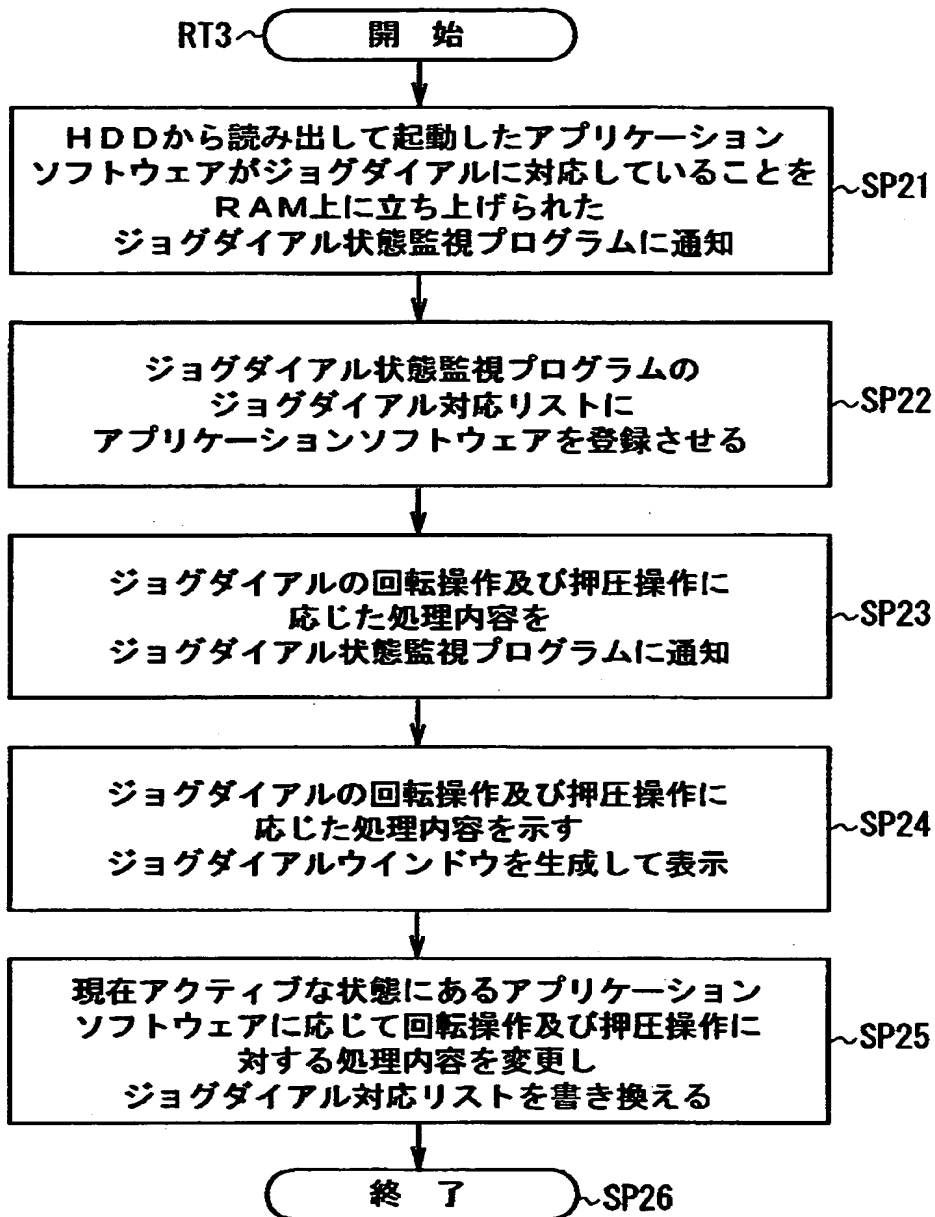 RT3
開 始
HDDから読み出して起動したアプリケーション
ソフトウェアがジョグダイアルに対応していることを
RAM上に立ち上げられた
ジョグダイアル状態監視プログラムに通知
SP21
ジョグダイアル状態監視プログラムの
ジョグダイアル対応リストに
アプリケーションソフトウェアを登録させる
SP22
ジョグダイアルの回転操作及び押圧操作に
応じた処理内容を
ジョグダイアル状態監視プログラムに通知
SP23
ジョグダイアルの回転操作及び押圧操作に
応じた処理内容を示す
ジョグダイアルウインドウを生成して表示
SP24
現在アクティブな状態にあるアプリケーション
ソフトウェアに応じて回転操作及び押圧操作に
対する処理内容を変更し
ジョグダイアル対応リストを書き換える
SP25
終 了
SP26